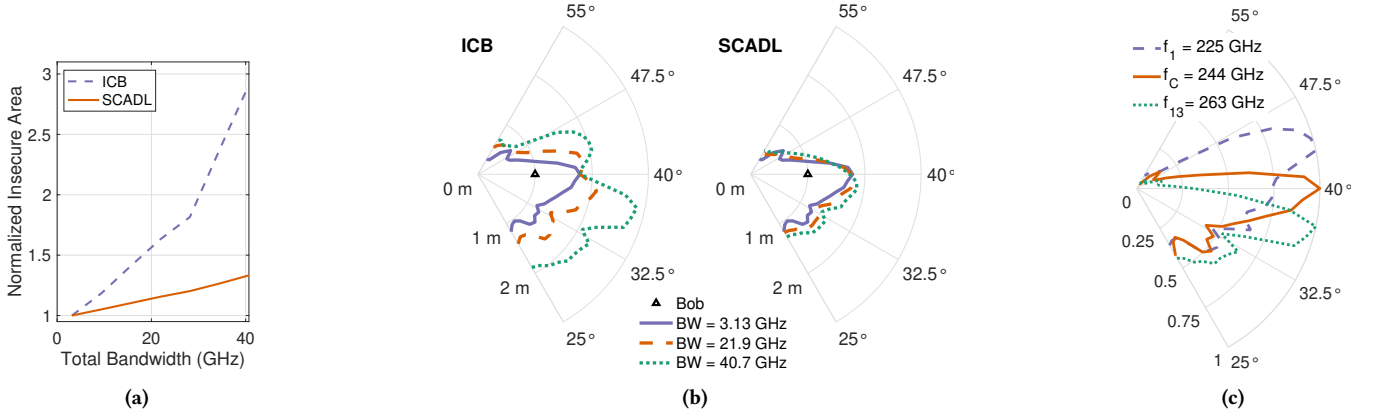 Normalized Insecure Area
3
2.5
2
1.5
1
0
20
40
Total Bandwidth (GHz)
ICB
SCADL
(a)
ICB
55°
47.5°
40°
32.5°
25°
0 m
1 m
2 m
SCADL
55°
47.5°
40°
32.5°
25°
0 m
1 m
2 m
Bob
BW = 3.13 GHz
BW = 21.9 GHz
BW = 40.7 GHz
(b)
55°
f1 = 225 GHz
fC = 244 GHz
f13= 263 GHz
47.5°
40°
32.5°
25°
0
0.25
0.5
0.75
1
(c)